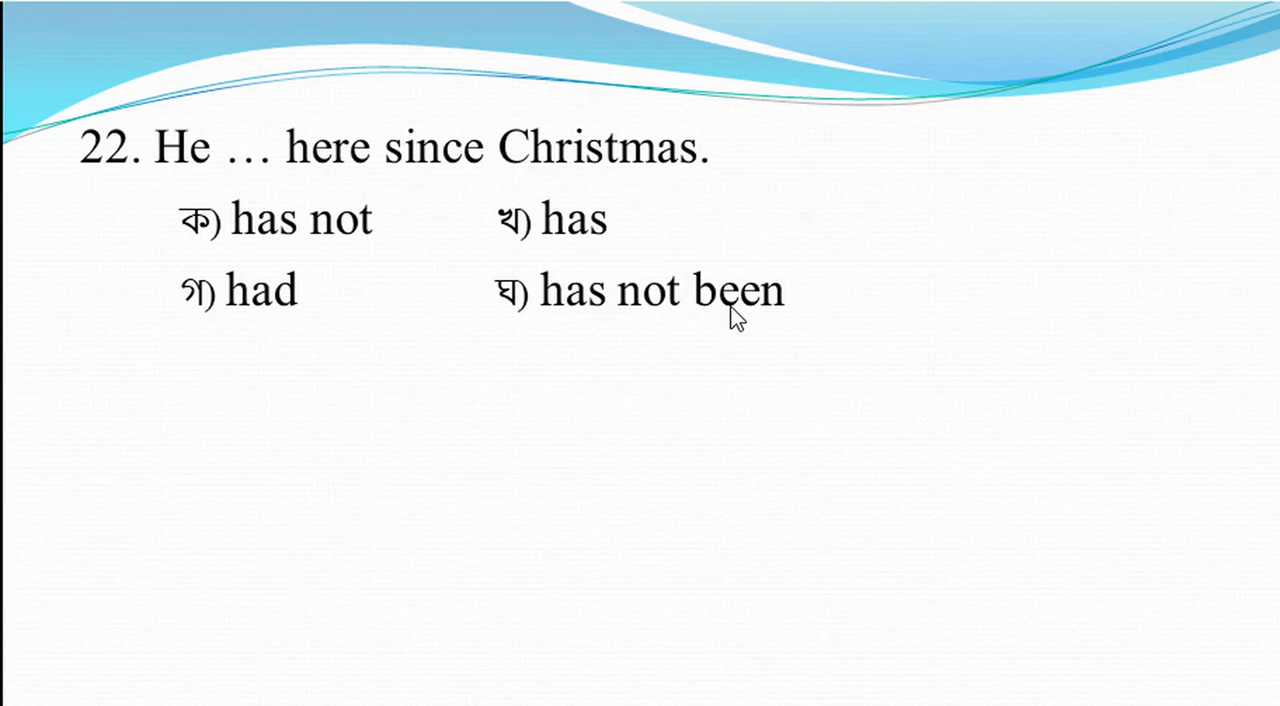 22. He … here since Christmas.
ক) has not খ) has
গ) had ঘ) has not been